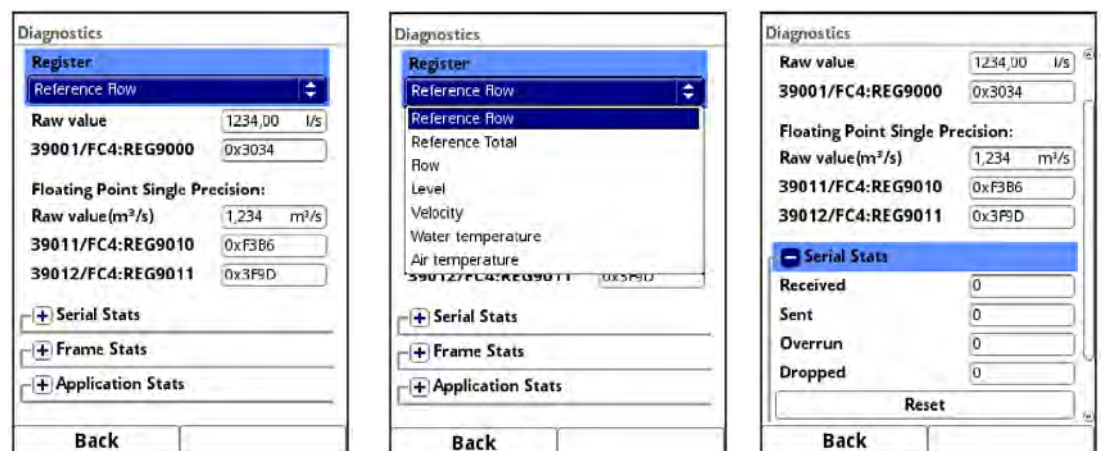 Diagnostics
Register
Reference flow
Raw value 1234,00 l/s
39001/FC4:REG9000 0x3034
Floating Point Single Precision:
Raw value(m³/s) 1,234 m³/s
39011/FC4:REG9010 0xF3B6
39012/FC4:REG9011 0x3F9D
Serial Stats
Frame Stats
Application Stats
Back
Diagnostics
Register
Reference flow
Reference flow
Reference Total
flow
Level
Velocity
Water temperature
Air temperature
39012/FC4:REG9011 0x3F9D
Serial Stats
Frame Stats
Application Stats
Back
Diagnostics
Raw value 1234,00 l/s
39001/FC4:REG9000 0x3034
Floating Point Single Precision:
Raw value(m³/s) 1,234 m³/s
39011/FC4:REG9010 0xF3B6
39012/FC4:REG9011 0x3F9D
Serial Stats
Received 0
Sent 0
Overrun 0
Dropped 0
Reset
Back